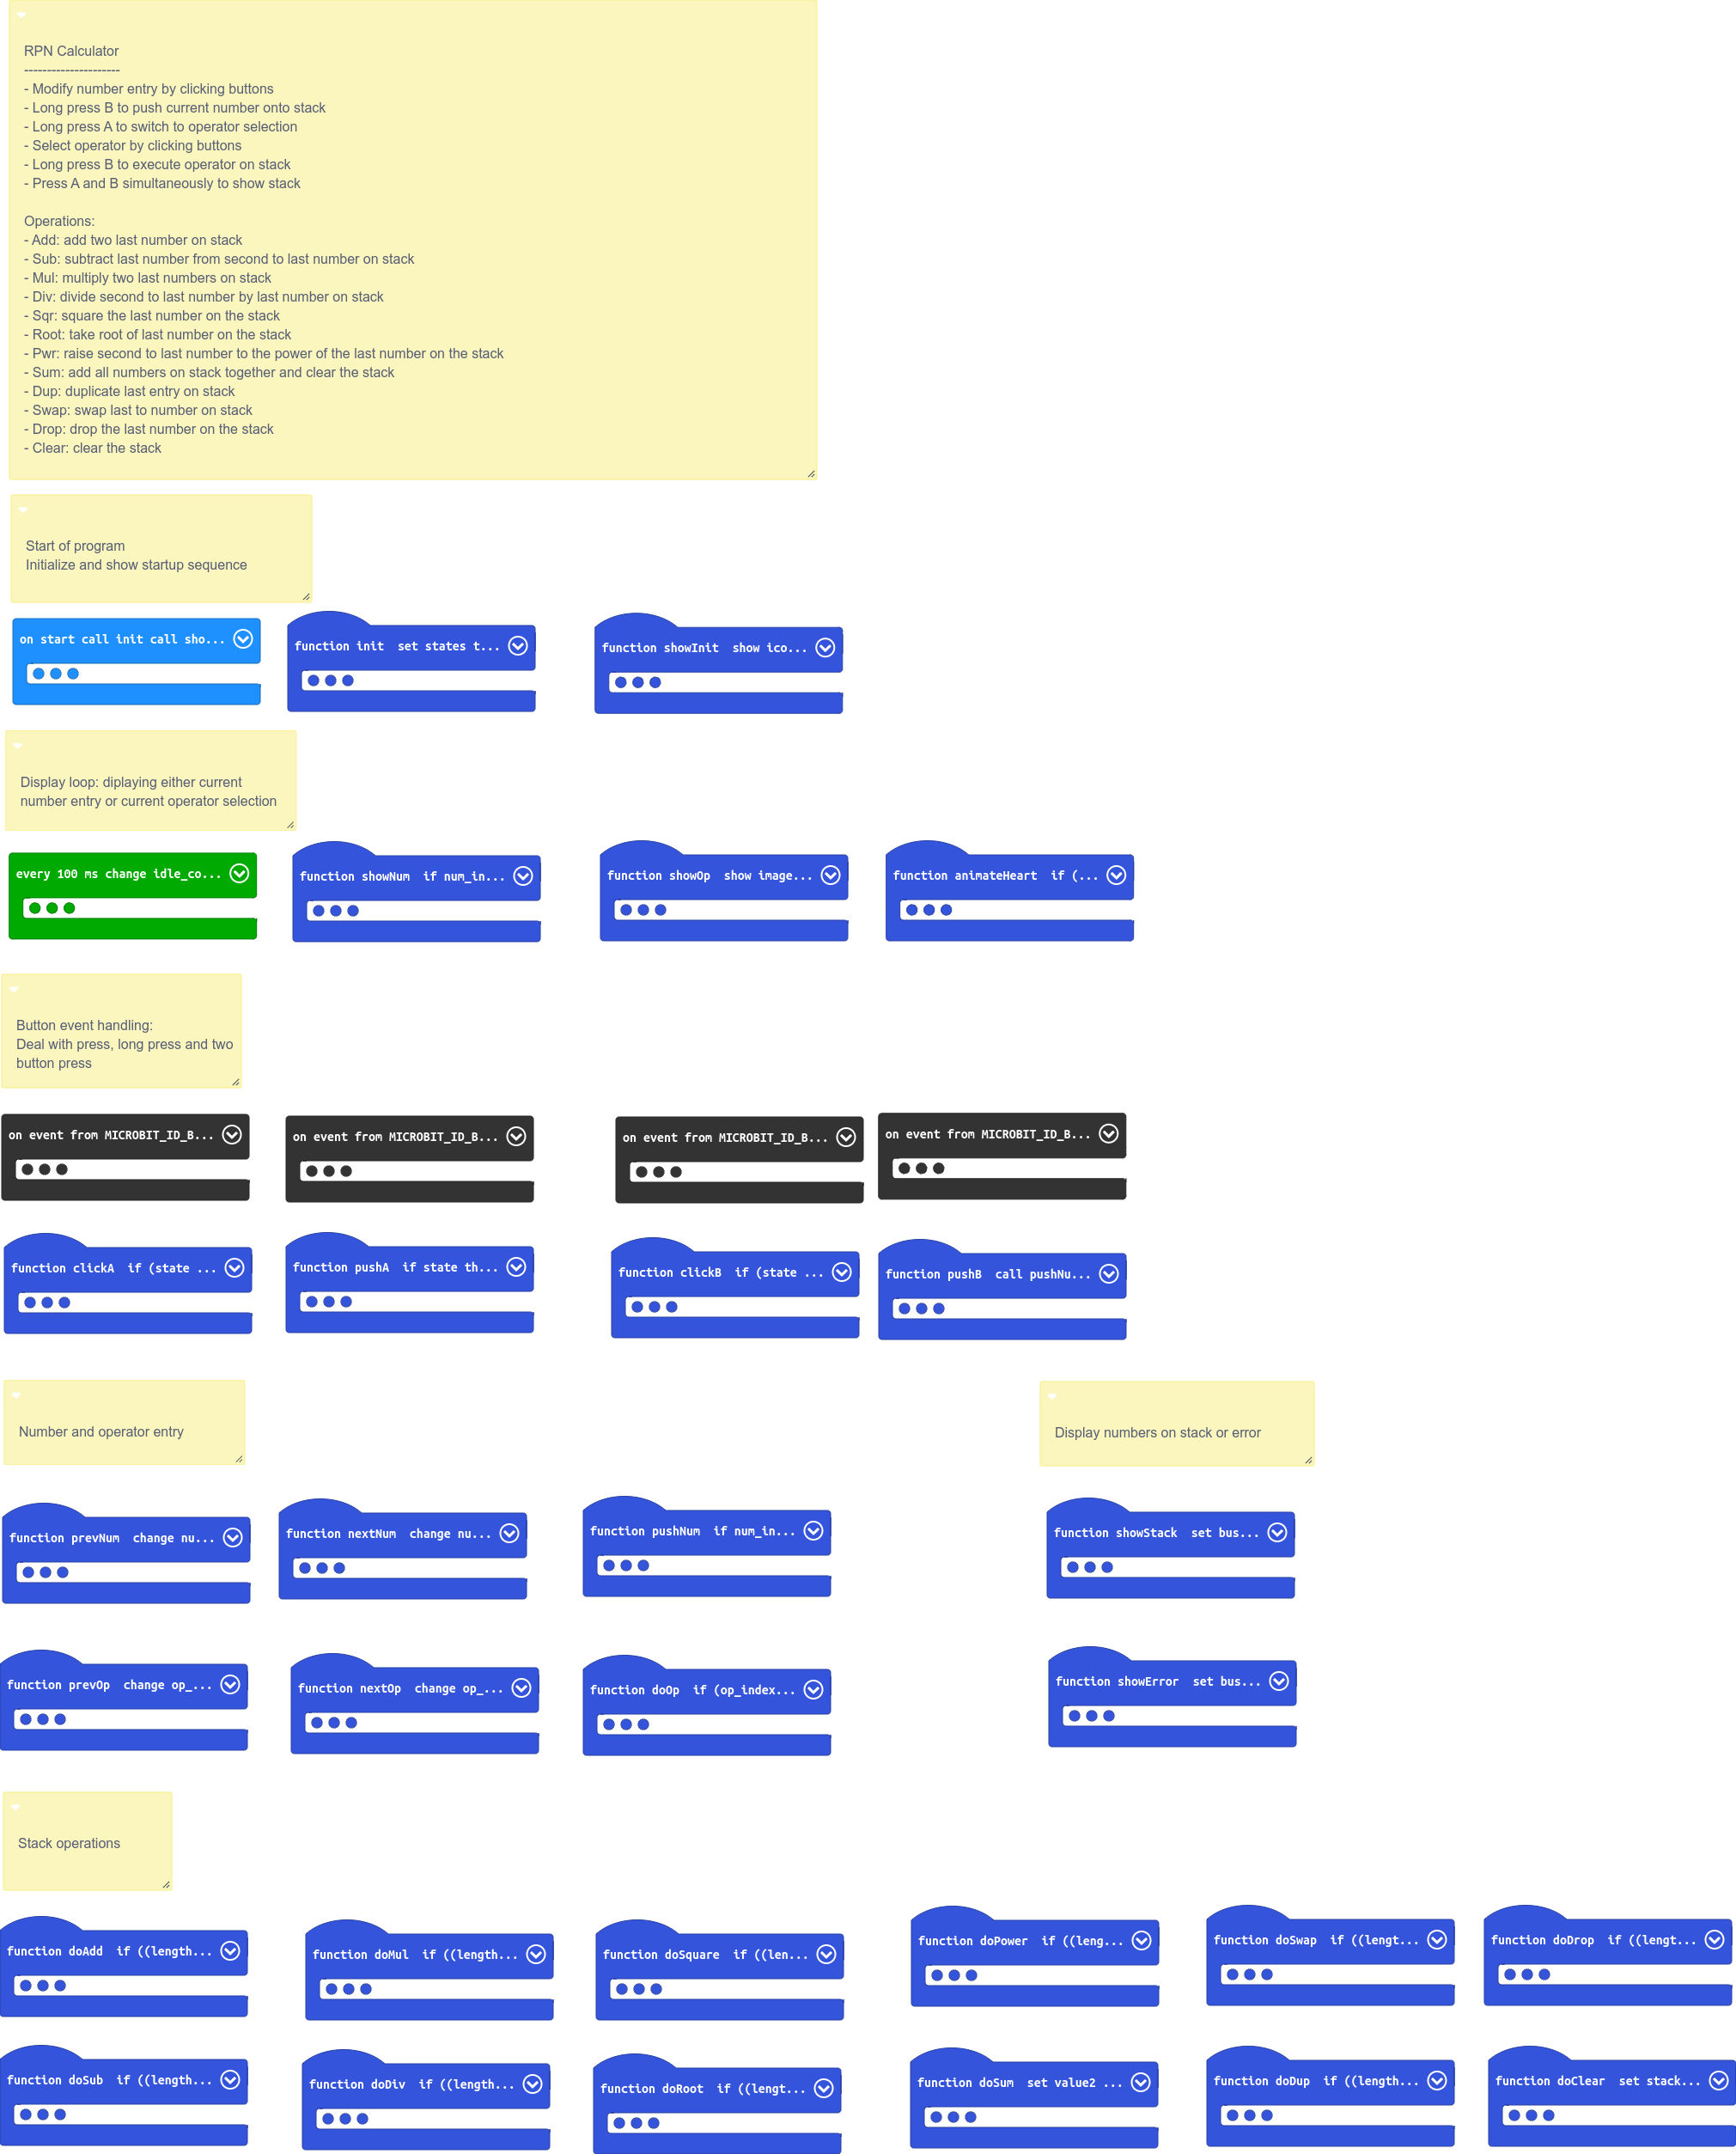 RPN Calculator
---------------------
- Modify number entry by clicking buttons
- Long press B to push current number onto stack
- Long press A to switch to operator selection
- Select operator by clicking buttons
- Long press B to execute operator on stack
- Press A and B simultaneously to show stack
Operations:
- Add: add two last number on stack
- Sub: subtract last number from second to last number on stack
- Mul: multiply two last numbers on stack
- Div: divide second to last number by last number on stack
- Sqr: square the last number on the stack
- Root: take root of last number on the stack
- Pwr: raise second to last number to the power of the last number on the stack
- Sum: add all numbers on stack together and clear the stack
- Dup: duplicate last entry on stack
- Swap: swap last to number on stack
- Drop: drop the last number on the stack
- Clear: clear the stack
Start of program
Initialize and show startup sequence
on start call init call sho...
function init  set states t...
function showInit  show ico...
Display loop: diplaying either current
number entry or current operator selection
every 100 ms change idle_co...
function showNum  if num_in...
function showOp  show image...
function animateHeart  if (...
Button event handling:
Deal with press, long press and two
button press
on event from MICROBIT_ID_B...
on event from MICROBIT_ID_B...
on event from MICROBIT_ID_B...
on event from MICROBIT_ID_B...
function clickA  if (state ...
function pushA  if state th...
function clickB  if (state ...
function pushB  call pushNu...
Number and operator entry
Display numbers on stack or error
function prevNum  change nu...
function nextNum  change nu...
function pushNum  if num_in...
function showStack  set bus...
function prevOp  change op_...
function nextOp  change op_...
function doOp  if (op_index...
function showError  set bus...
Stack operations
function doAdd  if ((length...
function doMul  if ((length...
function doSquare  if ((len...
function doPower  if ((leng...
function doSwap  if ((lengt...
function doDrop  if ((lengt...
function doSub  if ((length...
function doDiv  if ((length...
function doRoot  if ((lengt...
function doSum  set value2 ...
function doDup  if ((length...
function doClear  set stack...